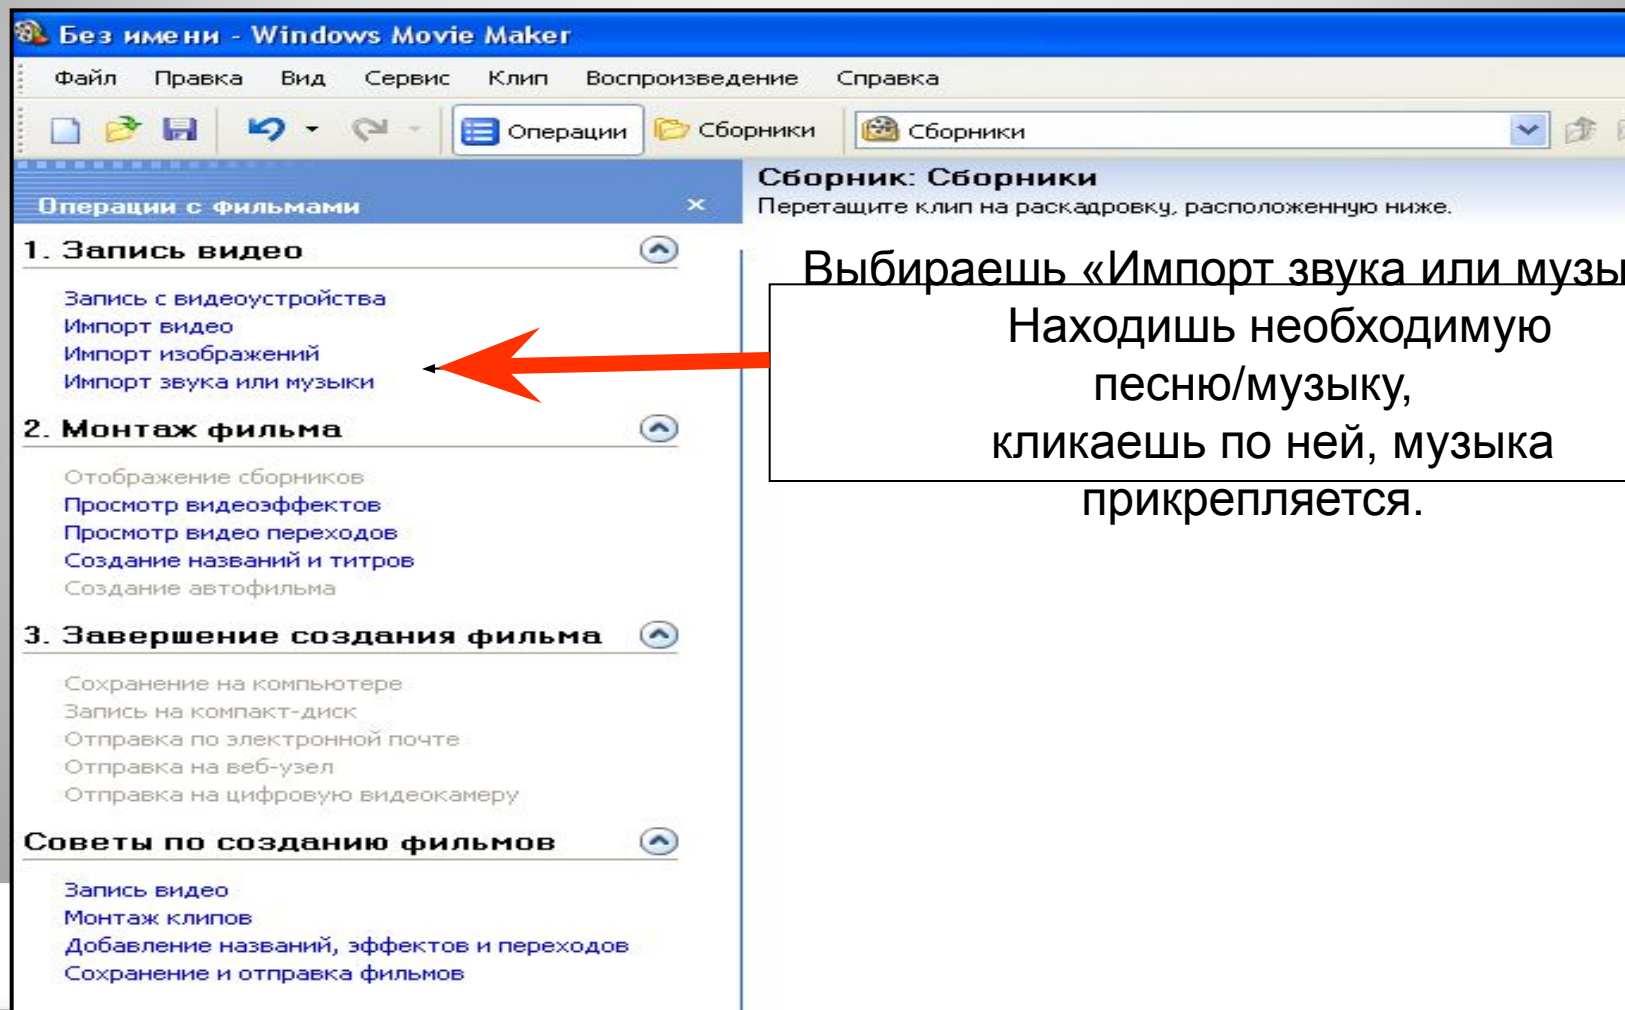 Без имени - Windows Movie Maker
Файл Правка Вид Сервис Клип Воспроизведение Справка
Операции Сборники Сборники
Операции с фильмами
Сборник: Сборники
Перетащите клип на раскадровку, расположенную ниже.
1. Запись видео
Запись с видеоустройства
Импорт видео
Импорт изображений
Импорт звука или музыки
Выбираешь «Импорт звука или музы
Находишь необходимую
песню/музыку,
кликаешь по ней, музыка
прикрепляется.
2. Монтаж фильма
Отображение сборников
Просмотр видеоэффектов
Просмотр видео переходов
Создание названий и титров
Создание автофильма
3. Завершение создания фильма
Сохранение на компьютере
Запись на компакт-диск
Отправка по электронной почте
Отправка на веб-узел
Отправка на цифровую видеокамеру
Советы по созданию фильмов
Запись видео
Монтаж клипов
Добавление названий, эффектов и переходов
Сохранение и отправка фильмов